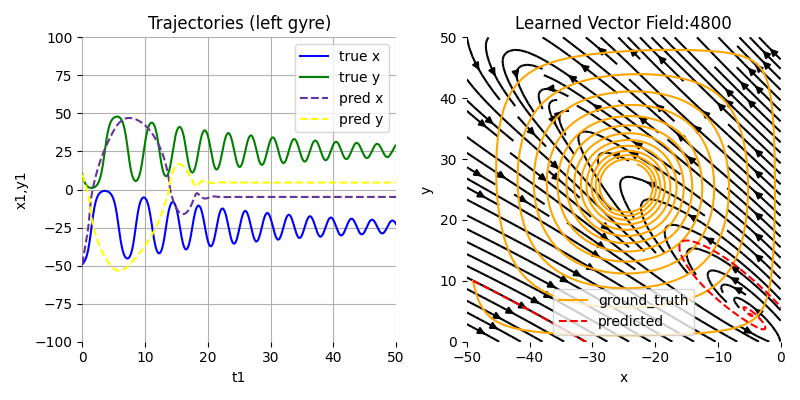 Trajectories (left gyre)
x1,y1
100
75
50
25
0
−25
−50
−75
−100
true x
true y
pred x
pred y
0 10 20 30 40 50
t1
Learned Vector Field:4800
y
50
40
30
20
10
0
ground_truth
predicted
−50 −40 −30 −20 −10 0
x